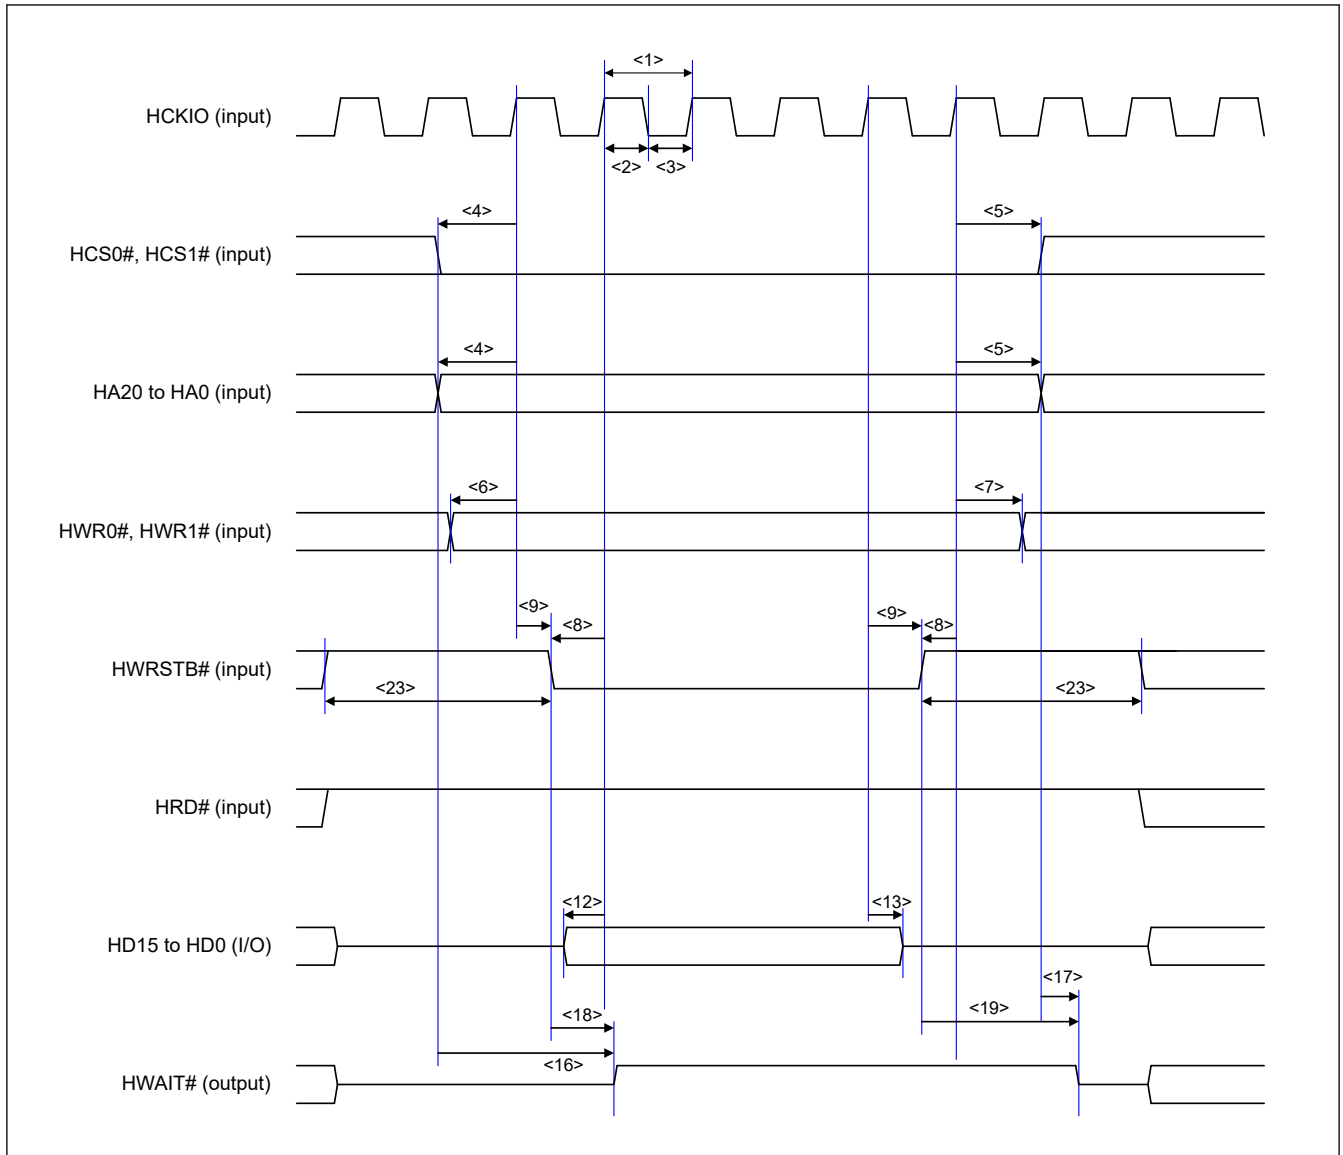 <1>
HCKIO (input)
<2> <3>
<4> <5>
HCS0#, HCS1# (input)
<4> <5>
HA20 to HA0 (input)
<6> <7>
HWR0#, HWR1# (input)
<9> <8> <9> <8>
HWRSTB# (input)
<23> <23>
HRD# (input)
<12> <13>
HD15 to HD0 (I/O)
<17>
<18> <19>
<16>
HWAIT# (output)